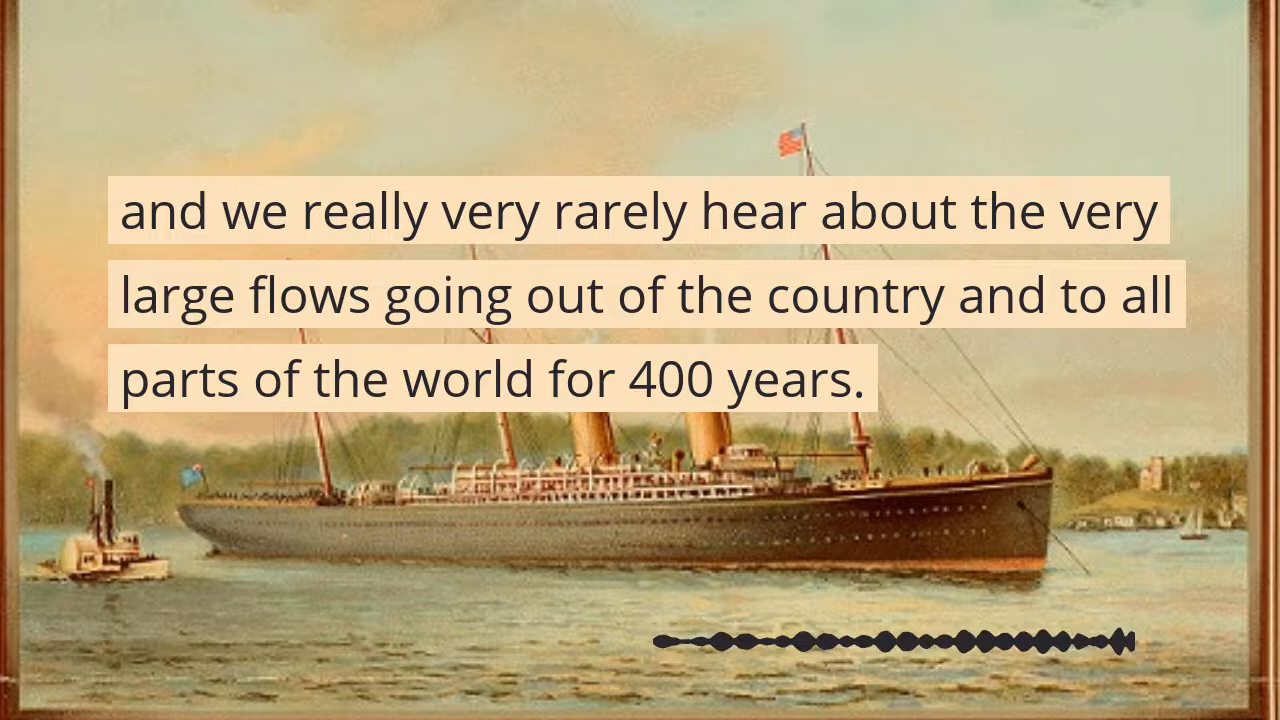 and we really very rarely hear about the very
large flows going out of the country and to all
parts of the world for 400 years.